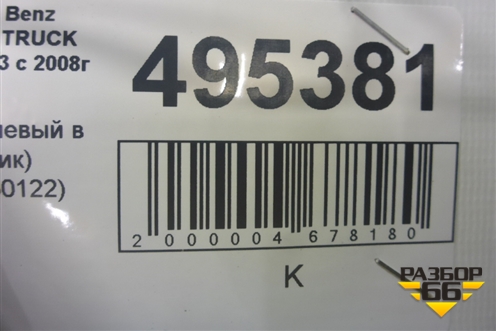 Benz
TRUCK
3 с 2008г
495381
левый в
ик)
0122)
2000004678180
К
РАЗБОР
66